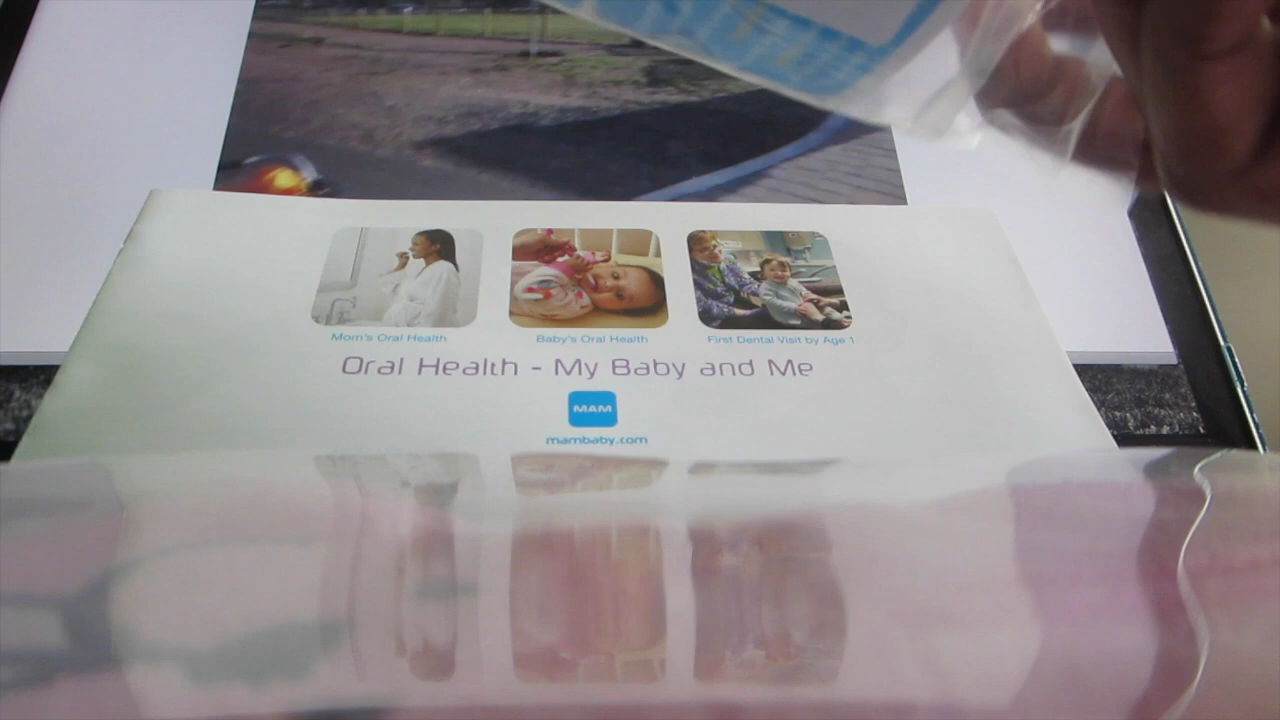 Mom's Oral Health
Baby's Oral Health
First Dental Visit by Age 1
Oral Health - My Baby and Me
MAM
mambaby.com